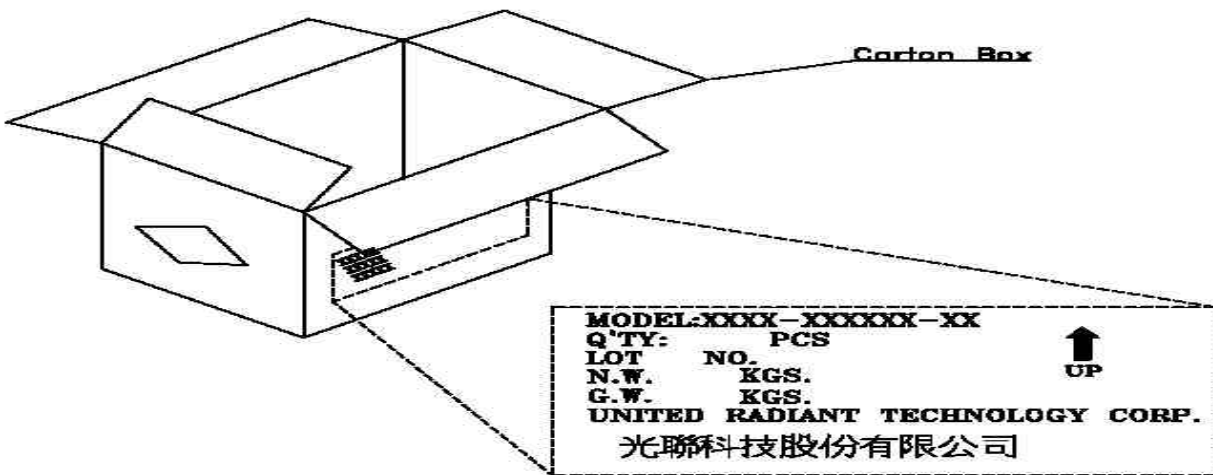 Carton Box
MODEL:XXXX-XXXXXX-XX
Q'TY: PCS
LOT NO.
N.W. KGS.
G.W. KGS.
UP
UNITED RADIANT TECHNOLOGY CORP.
光聯科技股份有限公司